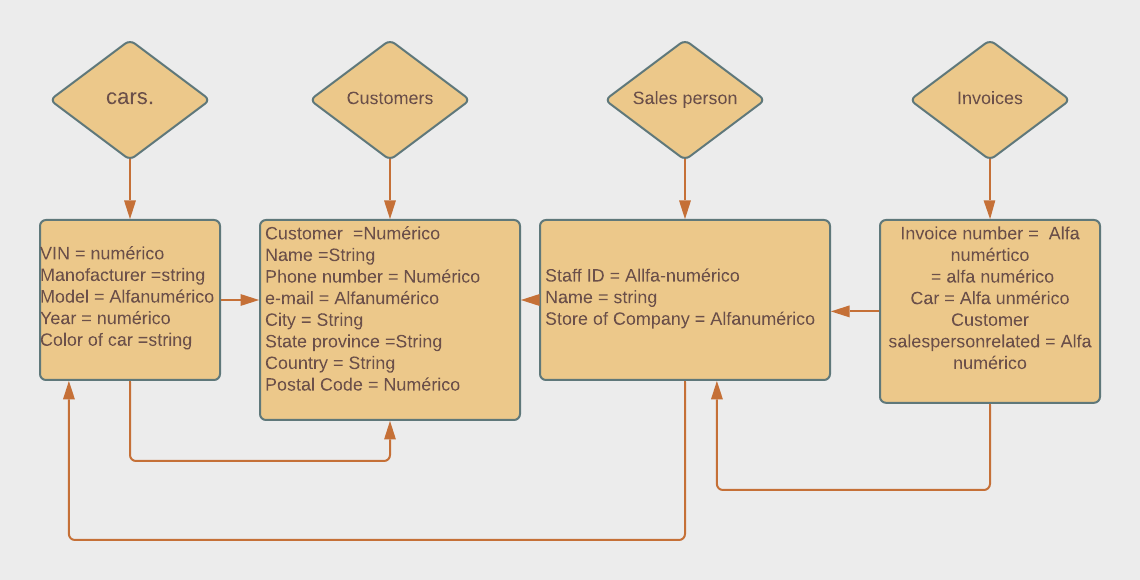 cars.
Customers
Sales person
Invoices
VIN = numérico
Manofacturer =string
Model = Alfanumérico
Year = numérico
Color of car =string
Customer  =Numérico
Name =String
Phone number = Numérico
e-mail = Alfanumérico
City = String
State province =String
Country = String
Postal Code = Numérico
Staff ID = Allfa-numérico
Name = string
Store of Company = Alfanumérico
Invoice number =  Alfa
numértico
= alfa numérico
Car = Alfa unmérico
Customer
salespersonrelated = Alfa
numérico